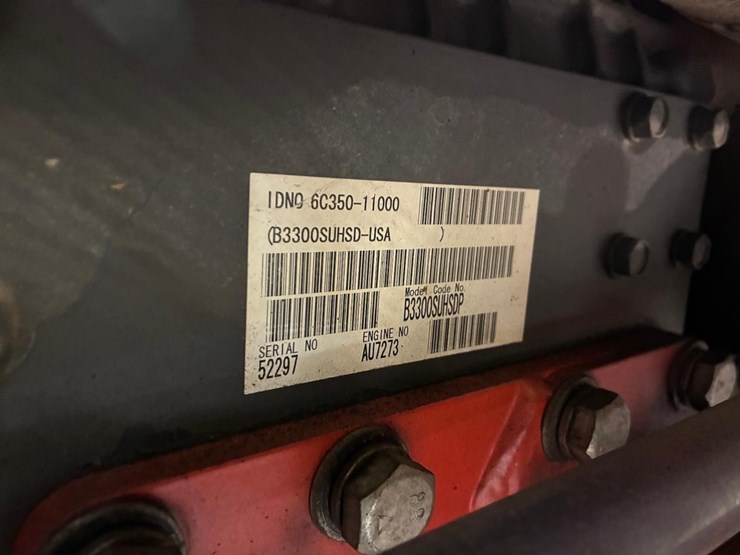 IDNO 6C350-11000
(B3300SUHSD-USA )
Model Code No.
B3300SUHSDP
SERIAL NO
52297
ENGINE NO
AU7273